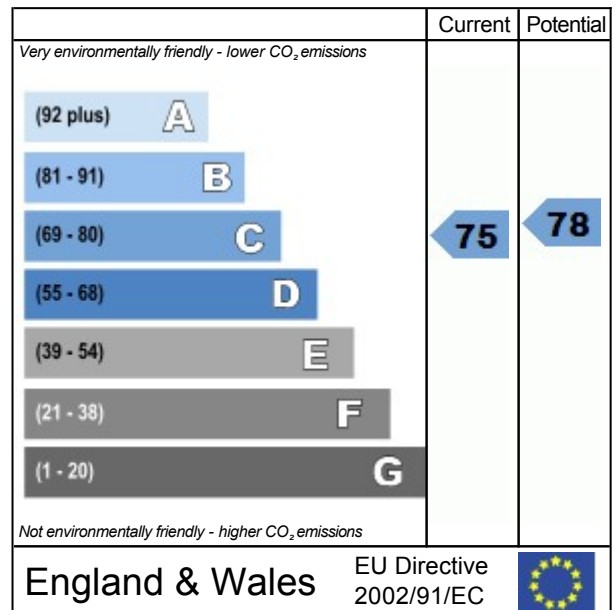 Current Potential
Very environmentally friendly - lower CO₂ emissions
(92 plus) A
(81 - 91) B
(69 - 80) C
75
78
(55 - 68) D
(39 - 54) E
(21 - 38) F
(1 - 20) G
Not environmentally friendly - higher CO₂ emissions
England & Wales
EU Directive
2002/91/EC